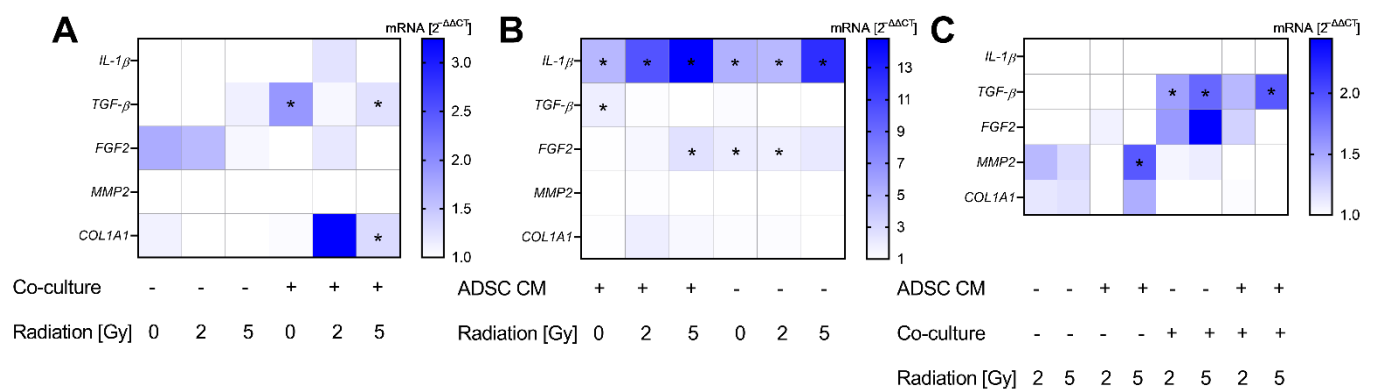 A
mRNA [2^-ΔΔCT]
IL-1β
TGF-β
FGF2
MMP2
COL1A1
* *
*
3.0
2.5
2.0
1.5
1.0
Co-culture - - - + + +
Radiation [Gy] 0 2 5 0 2 5
B
mRNA [2^-ΔΔCT]
IL-1β * * * * * *
TGF-β *
FGF2 * * *
MMP2
COL1A1
13
11
9
7
5
3
1
ADSC CM + + + - - -
Radiation [Gy] 0 2 5 0 2 5
C
mRNA [2^-ΔΔCT]
IL-1β
TGF-β * * *
FGF2
MMP2 *
COL1A1
2.0
1.5
1.0
ADSC CM - - + + - - + +
Co-culture - - - - + + + +
Radiation [Gy] 2 5 2 5 2 5 2 5